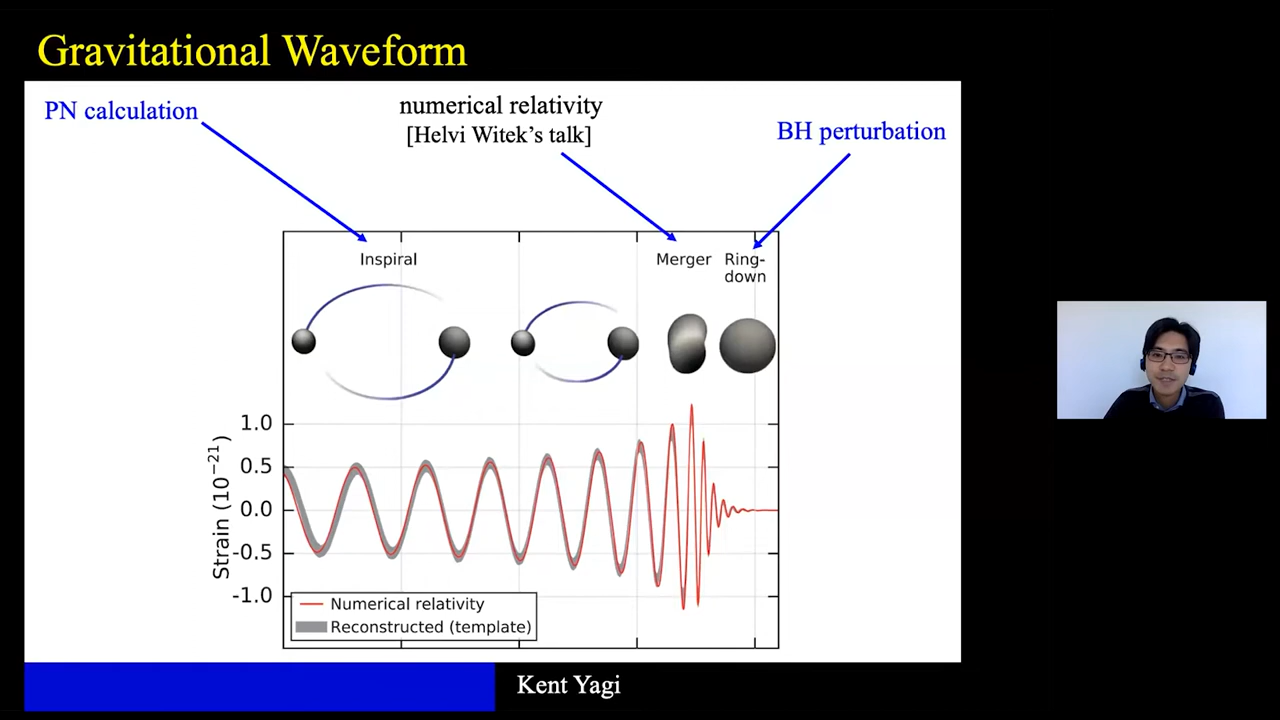 Gravitational Waveform
PN calculation
numerical relativity
[Helvi Witek's talk]
BH perturbation
Inspiral
Merger
Ring-
down
1.0
0.5
0.0
-0.5
-1.0
Strain (10⁻²¹)
Numerical relativity
Reconstructed (template)
Kent Yagi